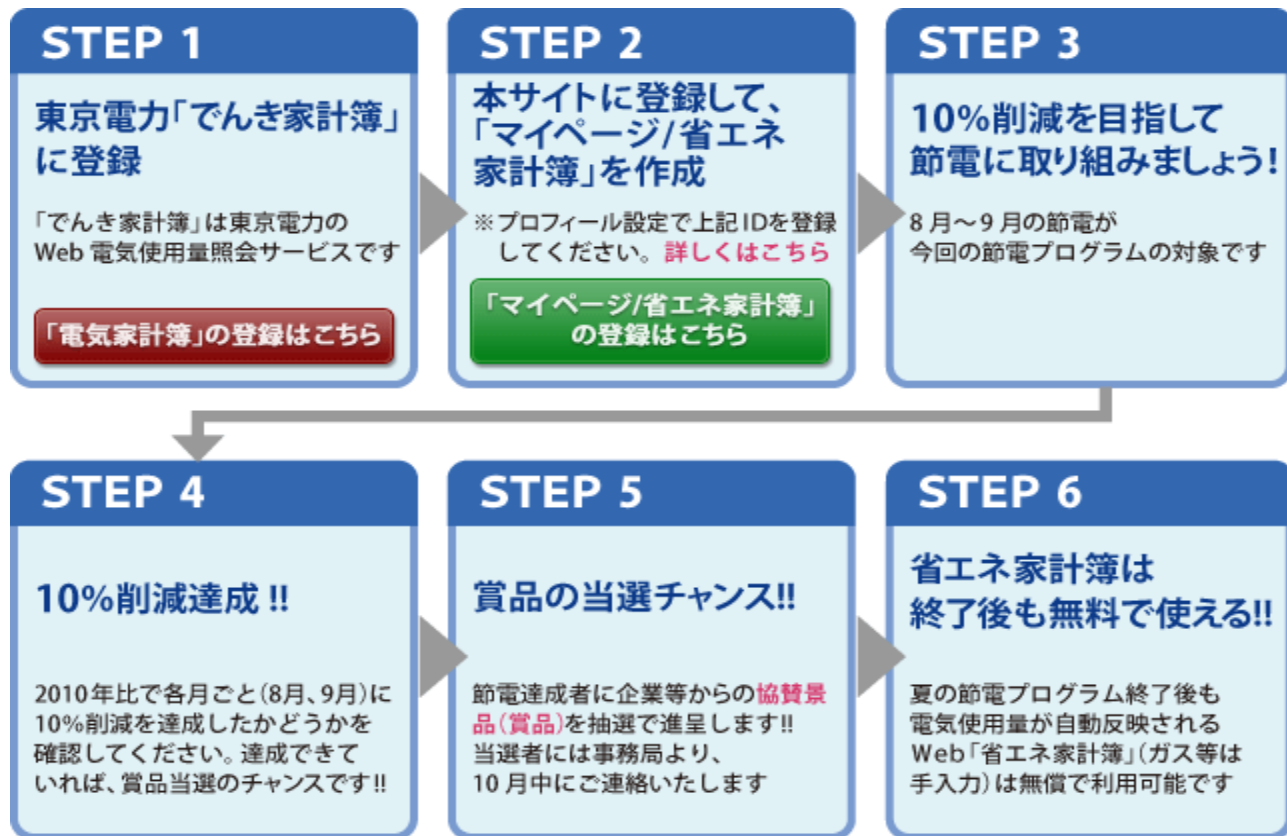 STEP 1
東京電力「でんき家計簿」
に登録
「でんき家計簿」は東京電力の
Web 電気使用量照会サービスです
「電気家計簿」の登録はこちら
STEP 2
本サイトに登録して、
「マイページ/省エネ
家計簿」を作成
※プロフィール設定で上記IDを登録
してください。詳しくはこちら
「マイページ/省エネ家計簿」
の登録はこちら
STEP 3
10%削減を目指して
節電に取り組みましょう!
8月～9月の節電が
今回の節電プログラムの対象です
STEP 4
10%削減達成!!
2010年比で各月ごと(8月、9月)に
10%削減を達成したかどうかを
確認してください。達成できて
いれば、賞品当選のチャンスです!!
STEP 5
賞品の当選チャンス!!
節電達成者に企業等からの協賛景
品(賞品)を抽選で進呈します!!
当選者には事務局より、
10月中にご連絡いたします
STEP 6
省エネ家計簿は
終了後も無料で使える!!
夏の節電プログラム終了後も
電気使用量が自動反映される
Web「省エネ家計簿」(ガス等は
手入力)は無償で利用可能です